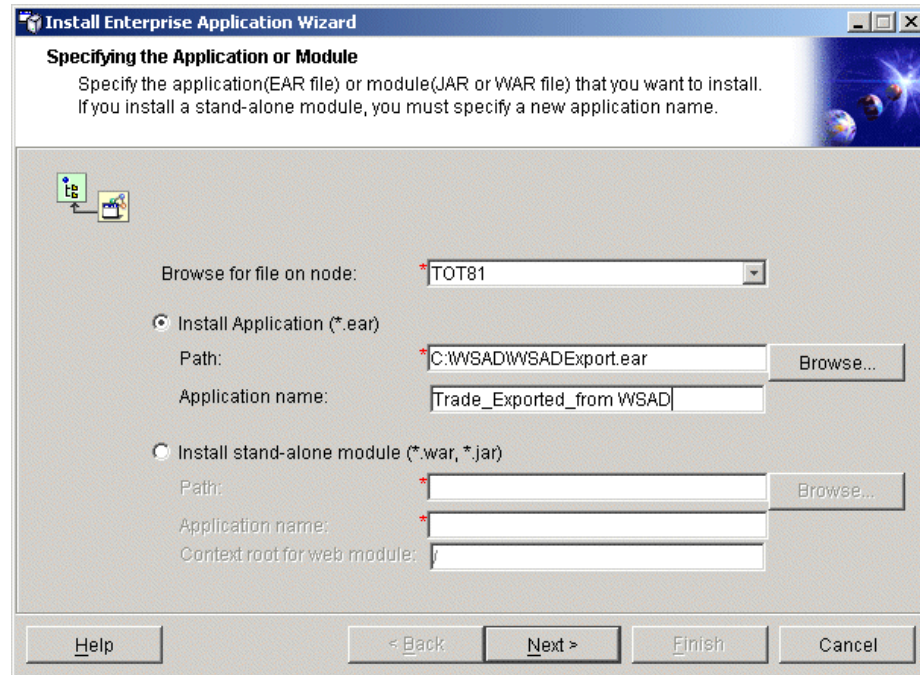 Install Enterprise Application Wizard
Specifying the Application or Module
Specify the application(EAR file) or module(JAR or WAR file) that you want to install.
If you install a stand-alone module, you must specify a new application name.
Browse for file on node: *TOT81
Install Application (*.ear)
Path: *C:\WSAD\WSADExport.ear Browse...
Application name: Trade_Exported_from WSAD
Install stand-alone module (*.war, *.jar)
Path: * Browse...
Application name: *
Context root for web module: /
Help < Back Next > Finish Cancel